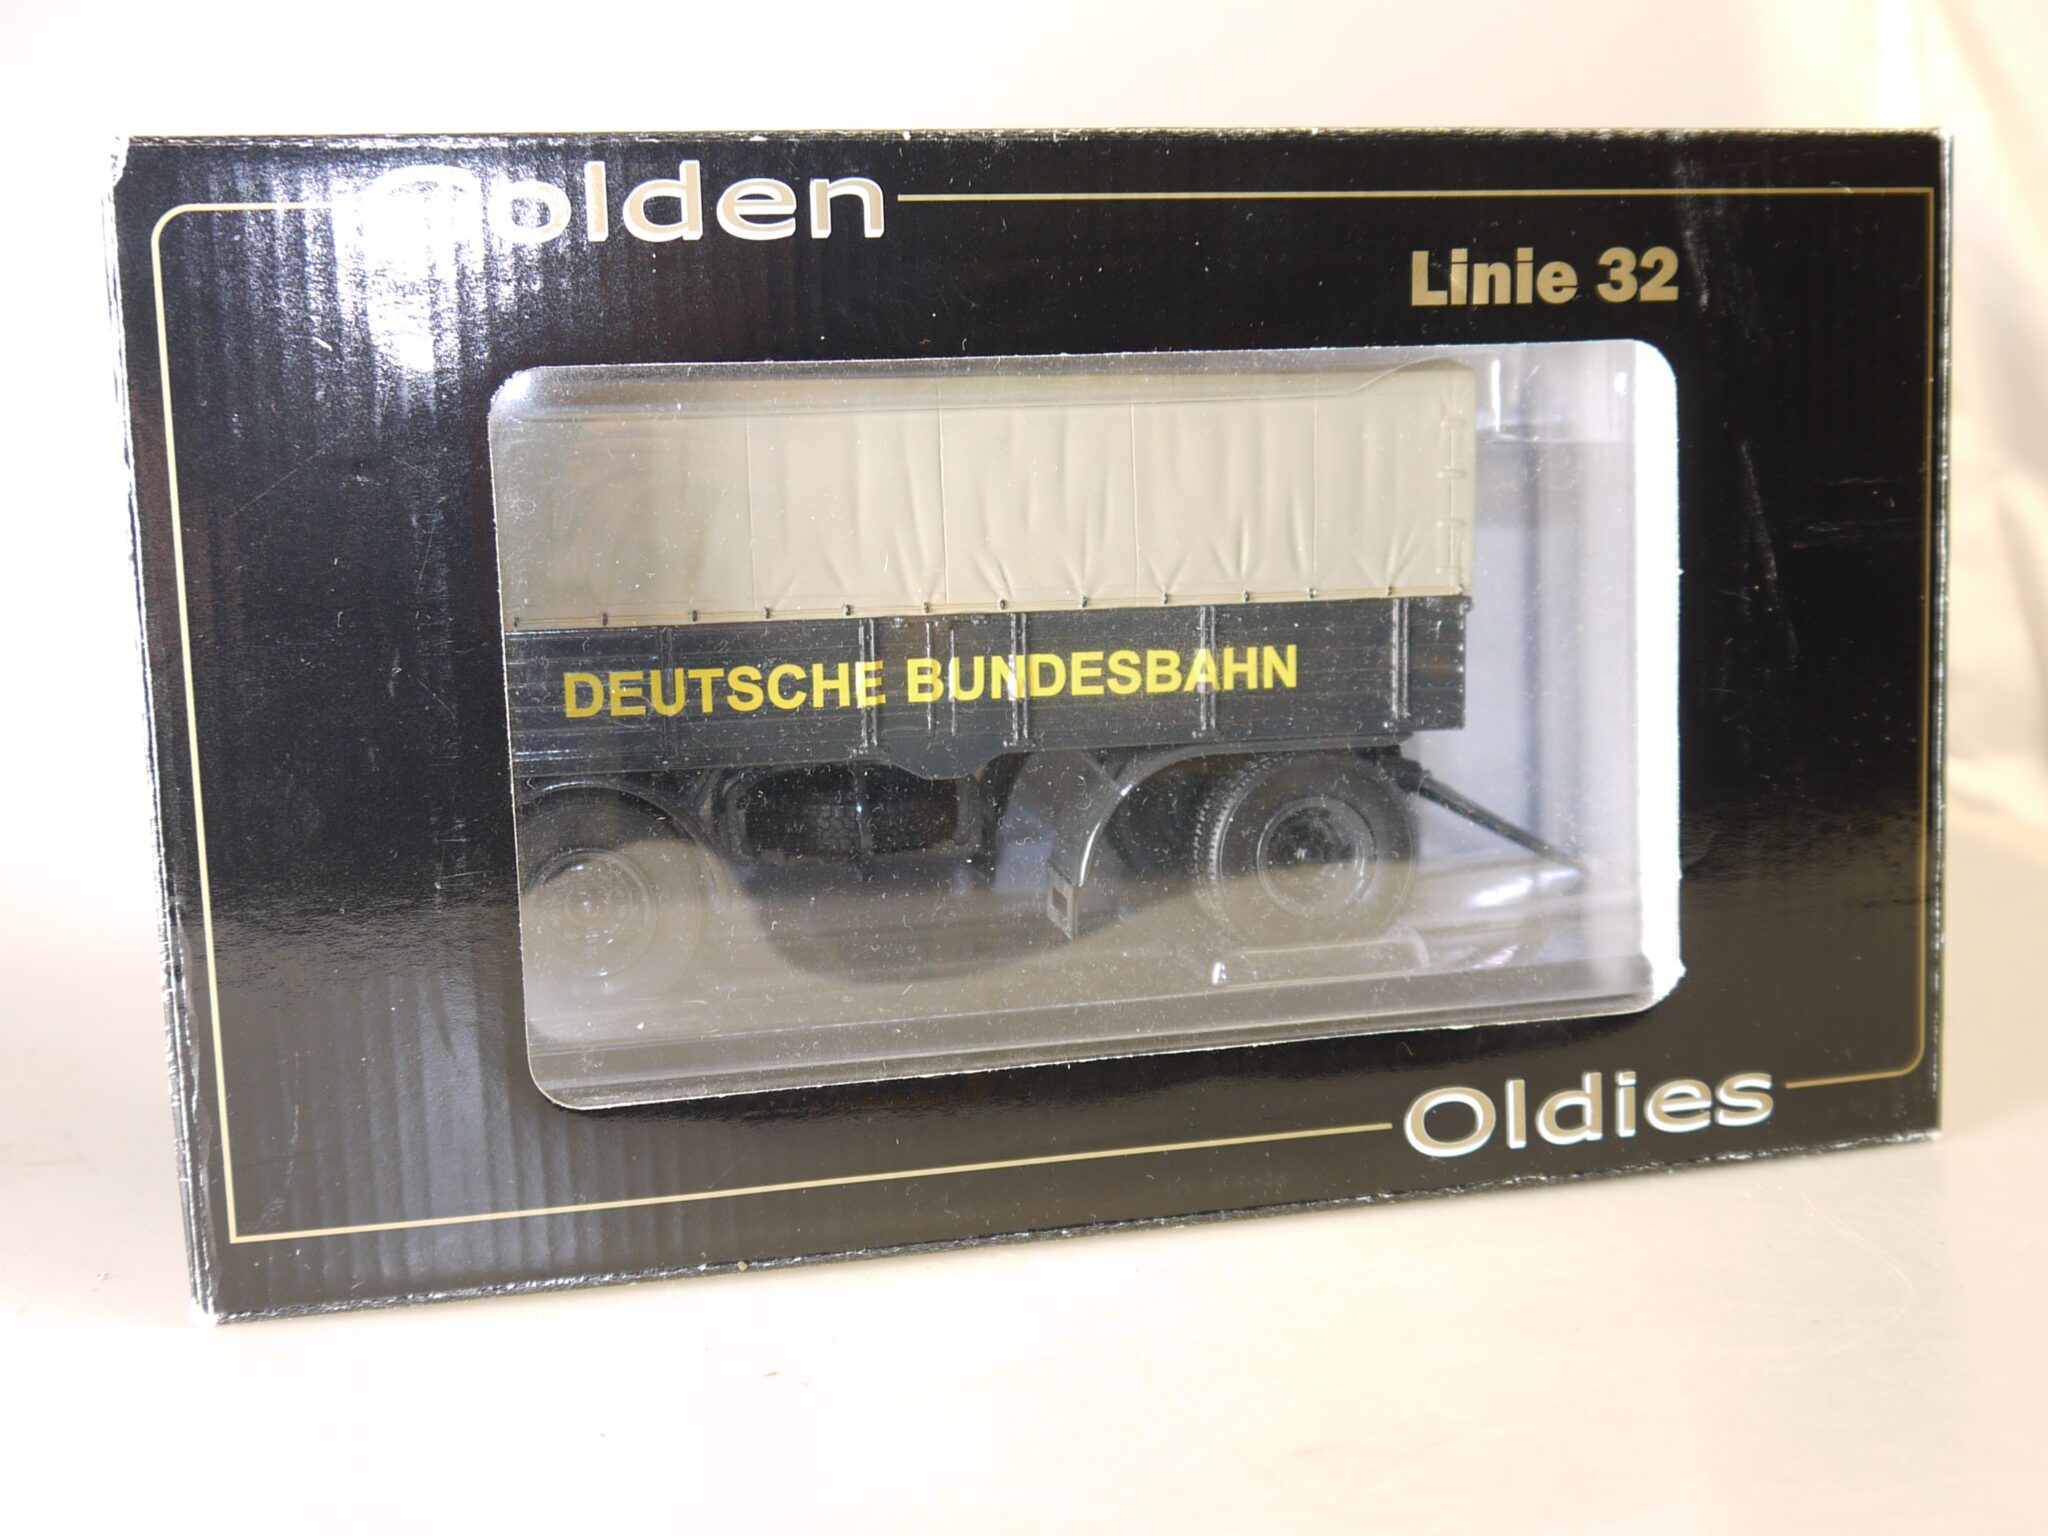 Golden
Linie 32
DEUTSCHE BUNDESBAHN
Oldies